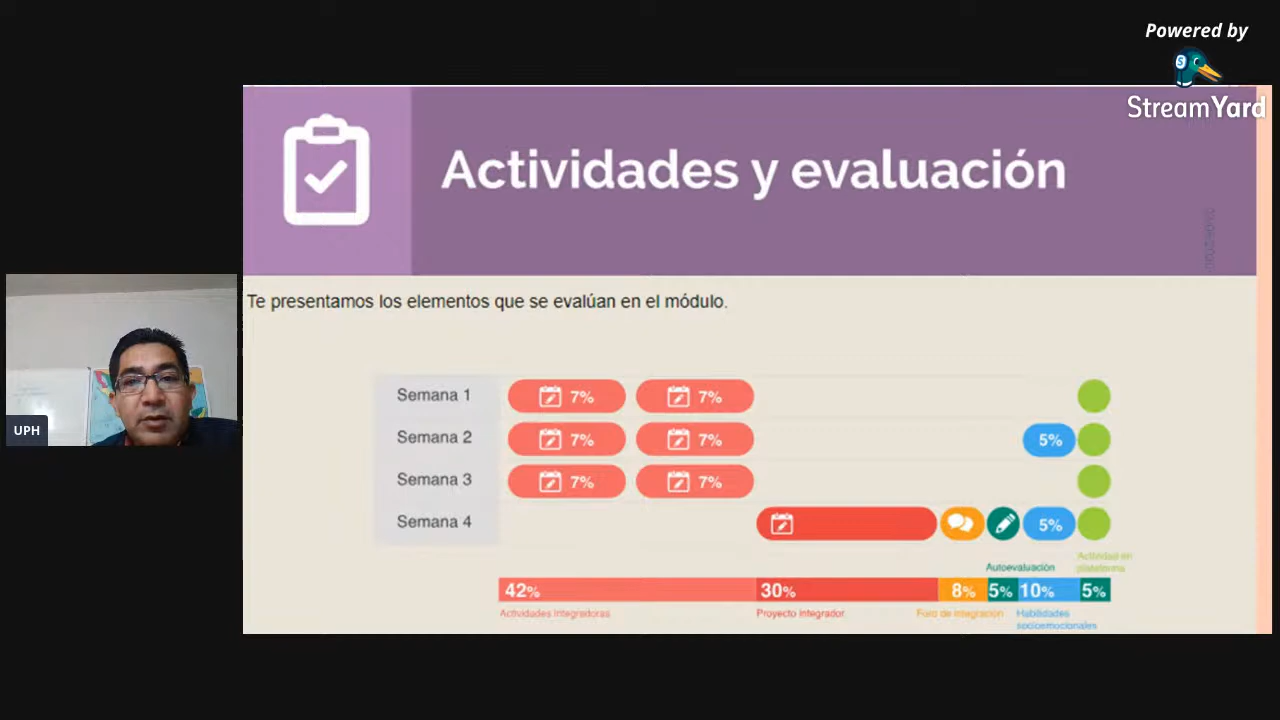 Powered by
StreamYard
Actividades y evaluación
Te presentamos los elementos que se evalúan en el módulo.
Semana 1 7% 7%
Semana 2 7% 7% 5%
Semana 3 7% 7%
Semana 4 5%
Actividad en
plataforma
Autoevaluación
42% 30% 8% 5% 10% 5%
Actividades Integradoras Proyecto Integrador Foro de Integración Habilidades
socioemocionales
UPH